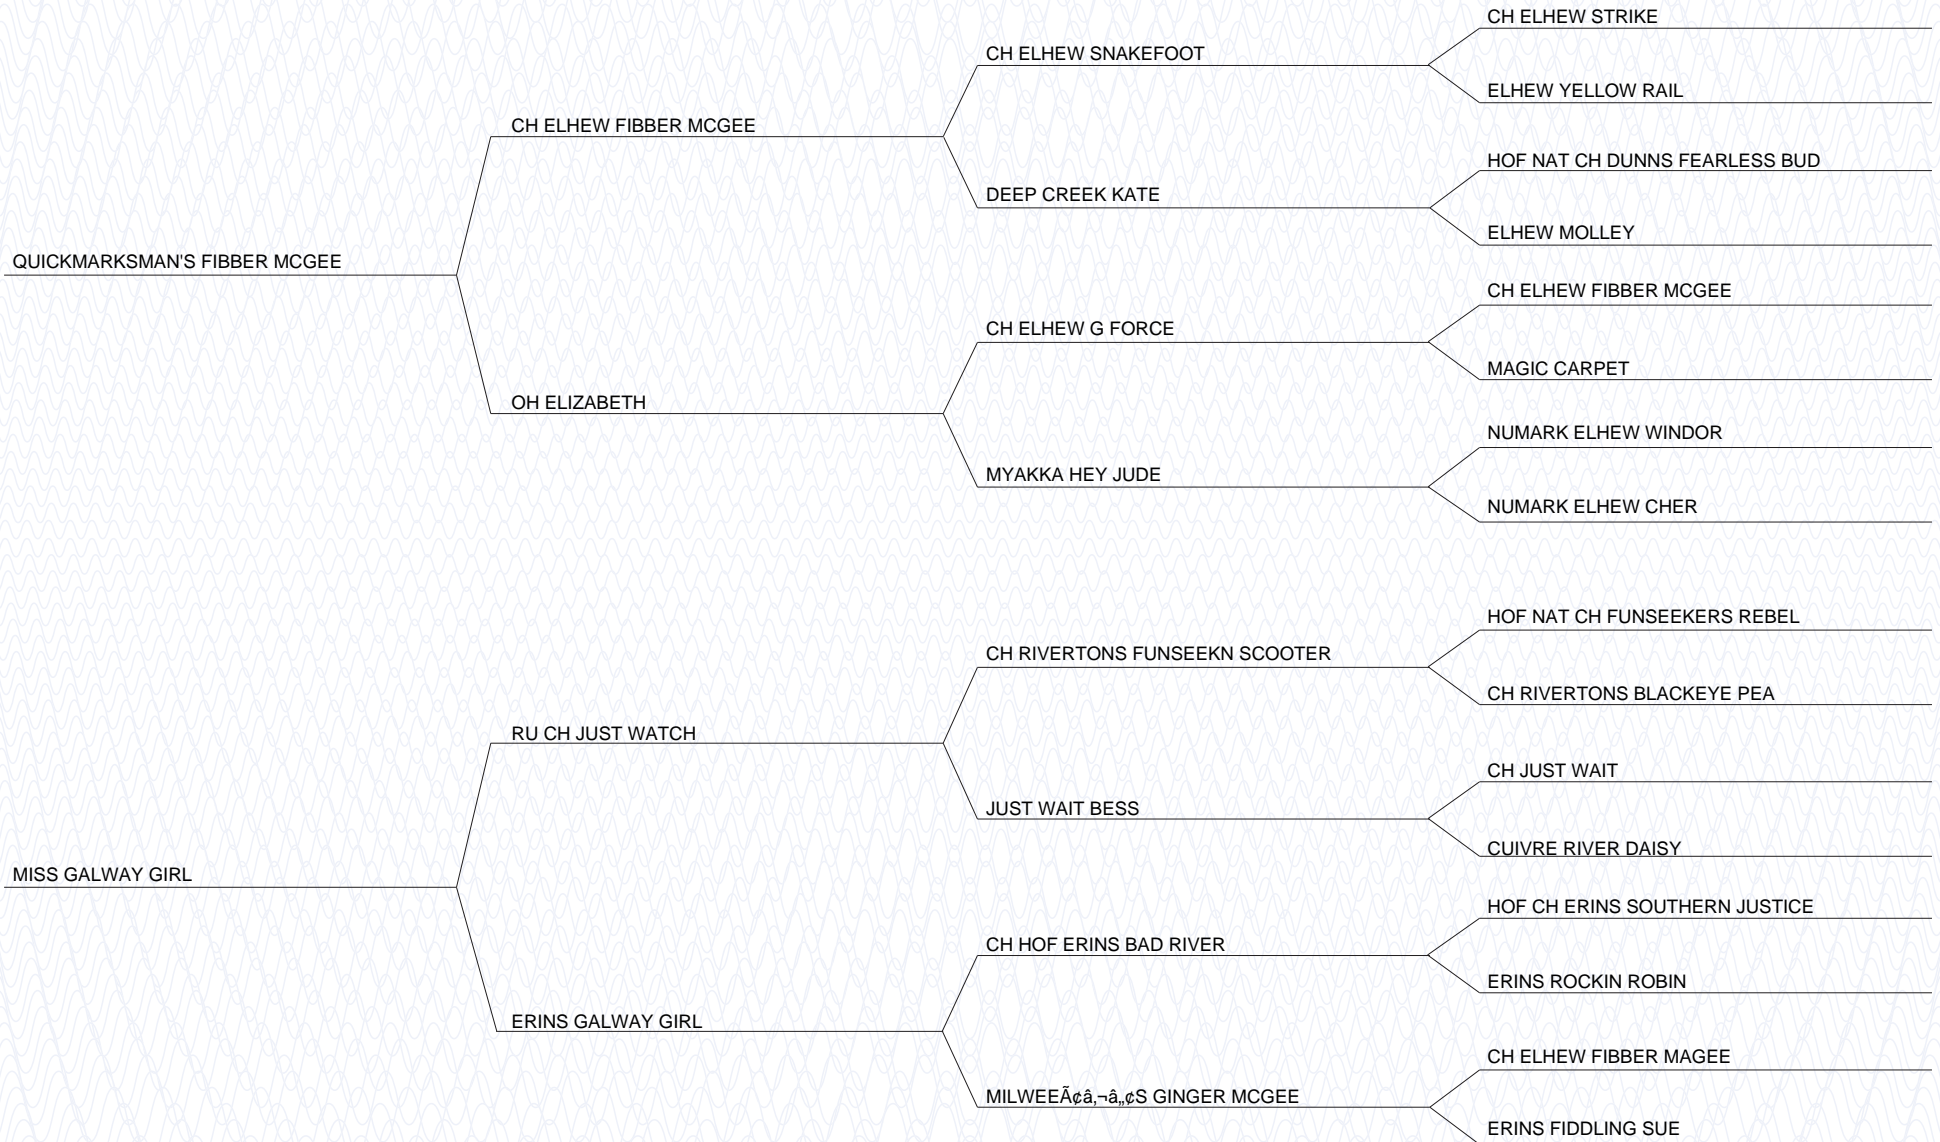 CH ELHEW STRIKE
CH ELHEW SNAKEFOOT
ELHEW YELLOW RAIL
CH ELHEW FIBBER MCGEE
HOF NAT CH DUNNS FEARLESS BUD
DEEP CREEK KATE
ELHEW MOLLEY
QUICKMARKSMAN'S FIBBER MCGEE
CH ELHEW FIBBER MCGEE
CH ELHEW G FORCE
MAGIC CARPET
OH ELIZABETH
NUMARK ELHEW WINDOR
MYAKKA HEY JUDE
NUMARK ELHEW CHER
HOF NAT CH FUNSEEKERS REBEL
CH RIVERTONS FUNSEEKN SCOOTER
CH RIVERTONS BLACKEYE PEA
RU CH JUST WATCH
CH JUST WAIT
JUST WAIT BESS
CUIVRE RIVER DAISY
MISS GALWAY GIRL
HOF CH ERINS SOUTHERN JUSTICE
CH HOF ERINS BAD RIVER
ERINS ROCKIN ROBIN
ERINS GALWAY GIRL
CH ELHEW FIBBER MAGEE
MILWEEÃ¢â‚¬â„¢S GINGER MCGEE
ERINS FIDDLING SUE